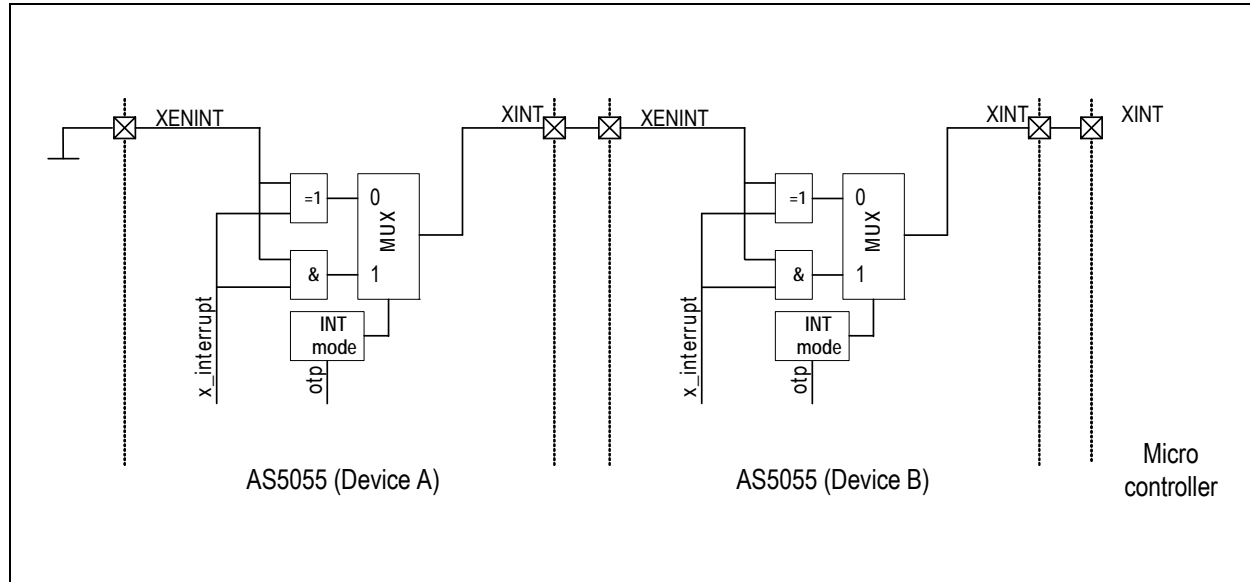 XENINT
XINT
XENINT
XINT
XINT
=1
0
MUX
&
1
INT
mode
x_interrupt
otp
=1
0
MUX
&
1
INT
mode
x_interrupt
otp
AS5055 (Device A)
AS5055 (Device B)
Micro
controller